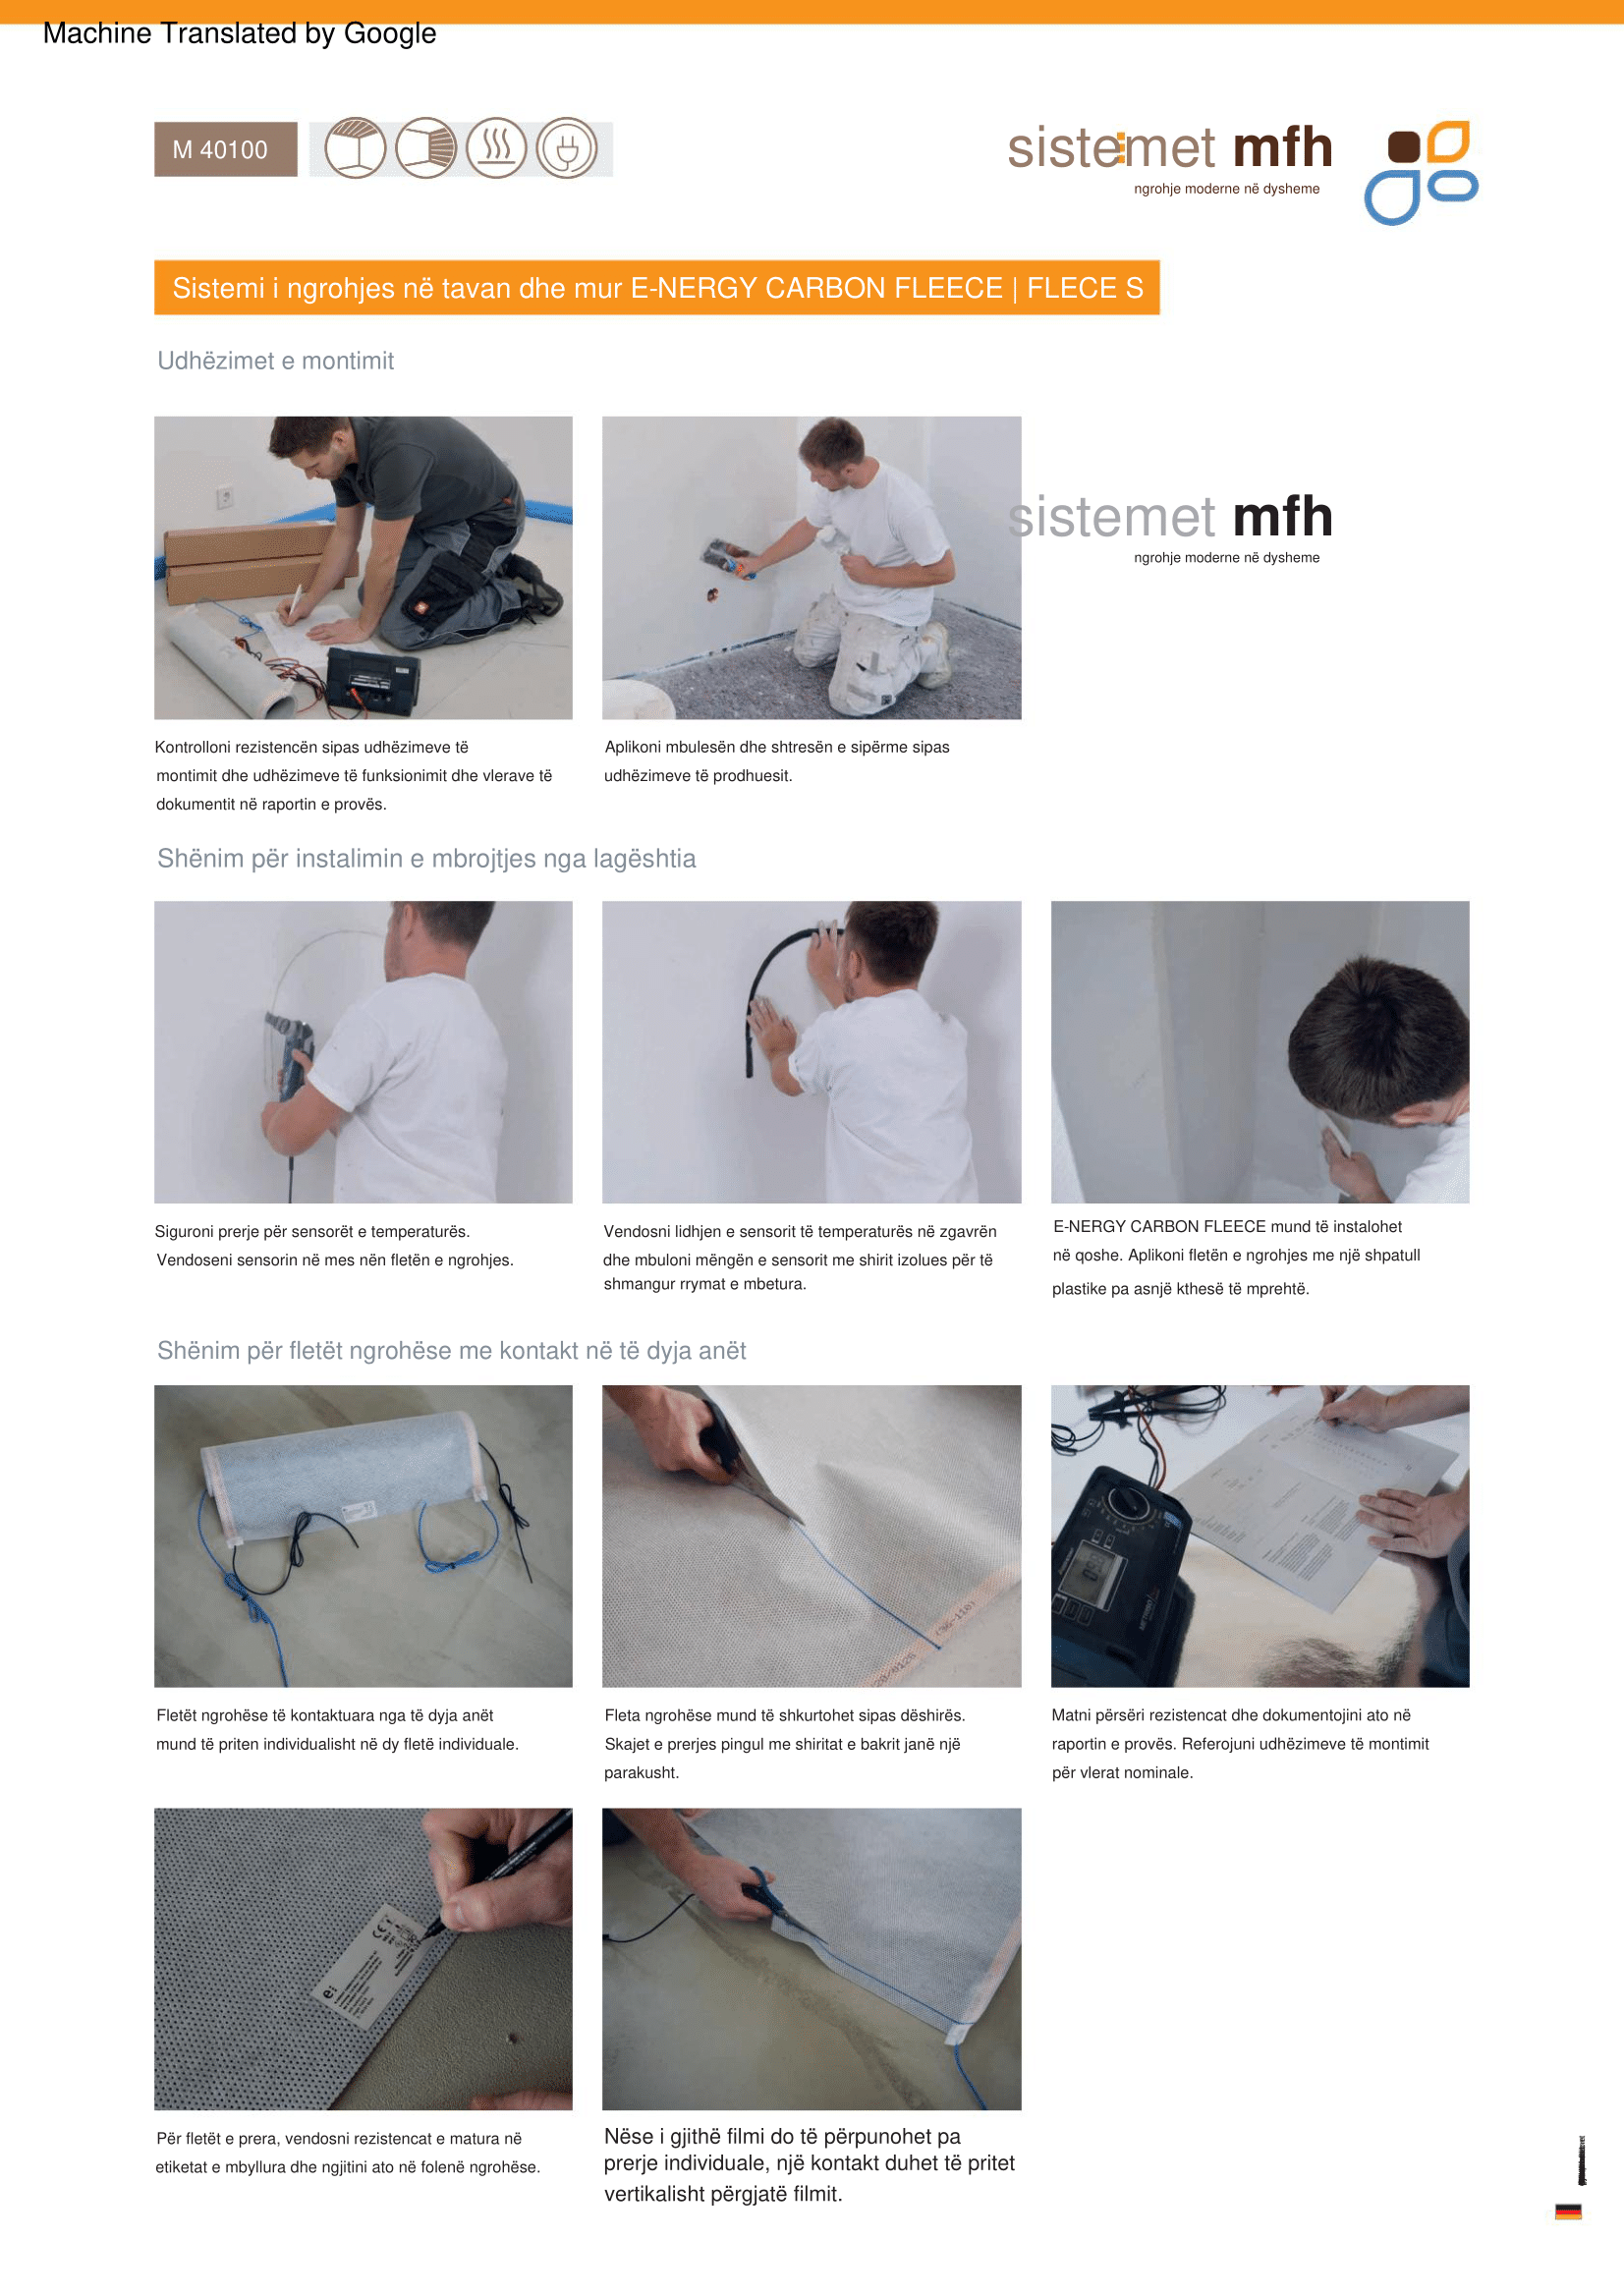 Machine Translated by Google
M 40100
sistemet mfh
ngrohje moderne në dysheme
Sistemi i ngrohjes në tavan dhe mur E-NERGY CARBON FLEECE | FLECE S
Udhëzimet e montimit
sistemet mfh
ngrohje moderne në dysheme
Kontrolloni rezistencën sipas udhëzimeve të
montimit dhe udhëzimeve të funksionimit dhe vlerave të
dokumentit në raportin e provës.
Aplikoni mbulesën dhe shtresën e sipërme sipas
udhëzimeve të prodhuesit.
Shënim për instalimin e mbrojtjes nga lagështia
Siguroni prerje për sensorët e temperaturës.
Vendoseni sensorin në mes nën fletën e ngrohjes.
Vendosni lidhjen e sensorit të temperaturës në zgavrën
dhe mbuloni mëngën e sensorit me shirit izolues për të
shmangur rrymat e mbetura.
E-NERGY CARBON FLEECE mund të instalohet
në qoshe. Aplikoni fletën e ngrohjes me një shpatull
plastike pa asnjë kthesë të mprehtë.
Shënim për fletët ngrohëse me kontakt në të dyja anët
(36-110)
Fletët ngrohëse të kontaktuara nga të dyja anët
mund të priten individualisht në dy fletë individuale.
Fleta ngrohëse mund të shkurtohet sipas dëshirës.
Skajet e prerjes pingul me shiritat e bakrit janë një
parakusht.
Matni përsëri rezistencat dhe dokumentojini ato në
raportin e provës. Referojuni udhëzimeve të montimit
për vlerat nominale.
Për fletët e prera, vendosni rezistencat e matura në
etiketat e mbyllura dhe ngjitini ato në folenë ngrohëse.
Nëse i gjithë filmi do të përpunohet pa
prerje individuale, një kontakt duhet të pritet
vertikalisht përgjatë filmit.